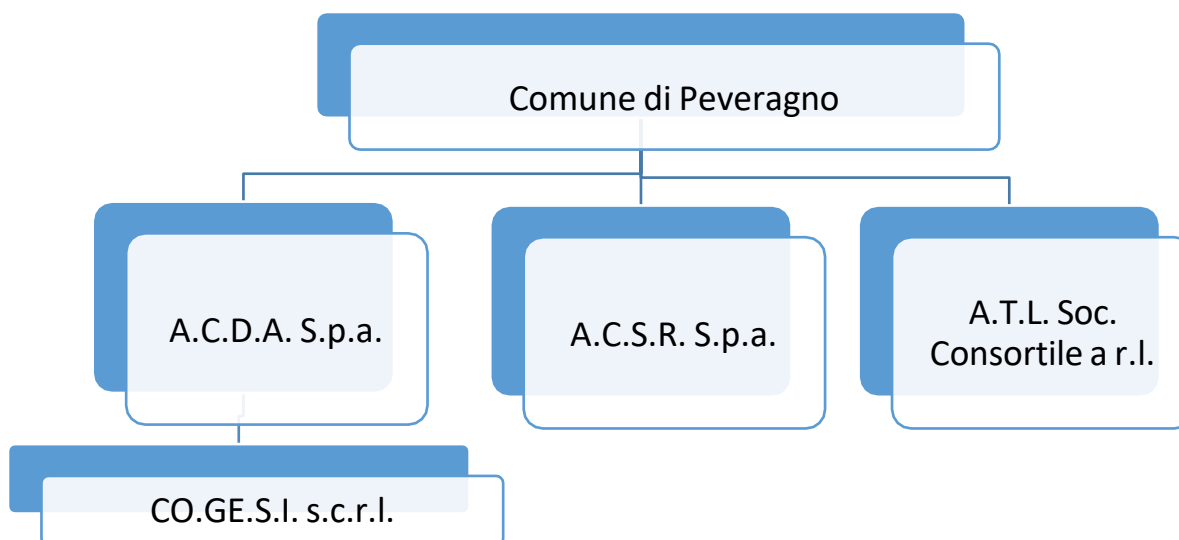 Comune di Peveragno
A.C.D.A. S.p.a.
A.C.S.R. S.p.a.
A.T.L. Soc.
Consortile a r.l.
CO.GE.S.I. s.c.r.l.